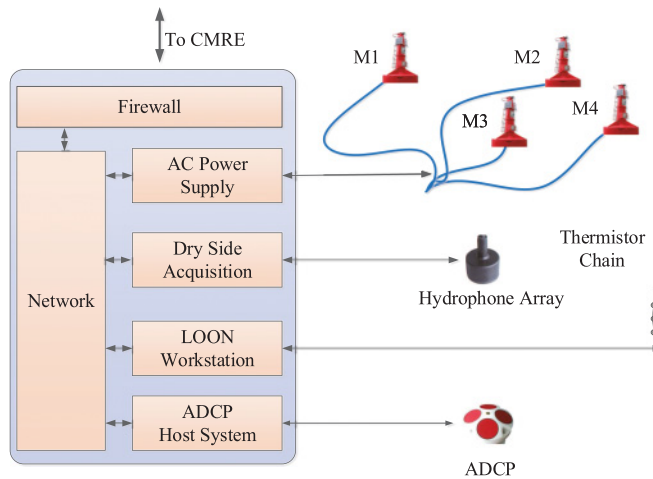 To CMRE
Firewall
Network
AC Power
Supply
Dry Side
Acquisition
LOON
Workstation
ADCP
Host System
M1
M2
M3
M4
Thermistor
Chain
Hydrophone Array
ADCP